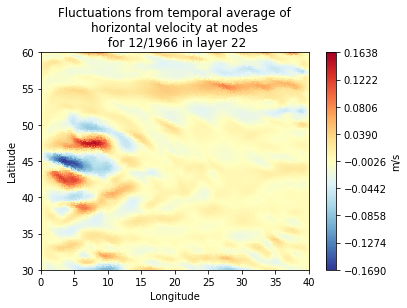 Fluctuations from temporal average of
horizontal velocity at nodes
for 12/1966 in layer 22
60
55
50
45
40
35
30
Latitude
0 5 10 15 20 25 30 35 40
Longitude
0.1638
0.1222
0.0806
0.0390
−0.0026
−0.0442
−0.0858
−0.1274
−0.1690
m/s